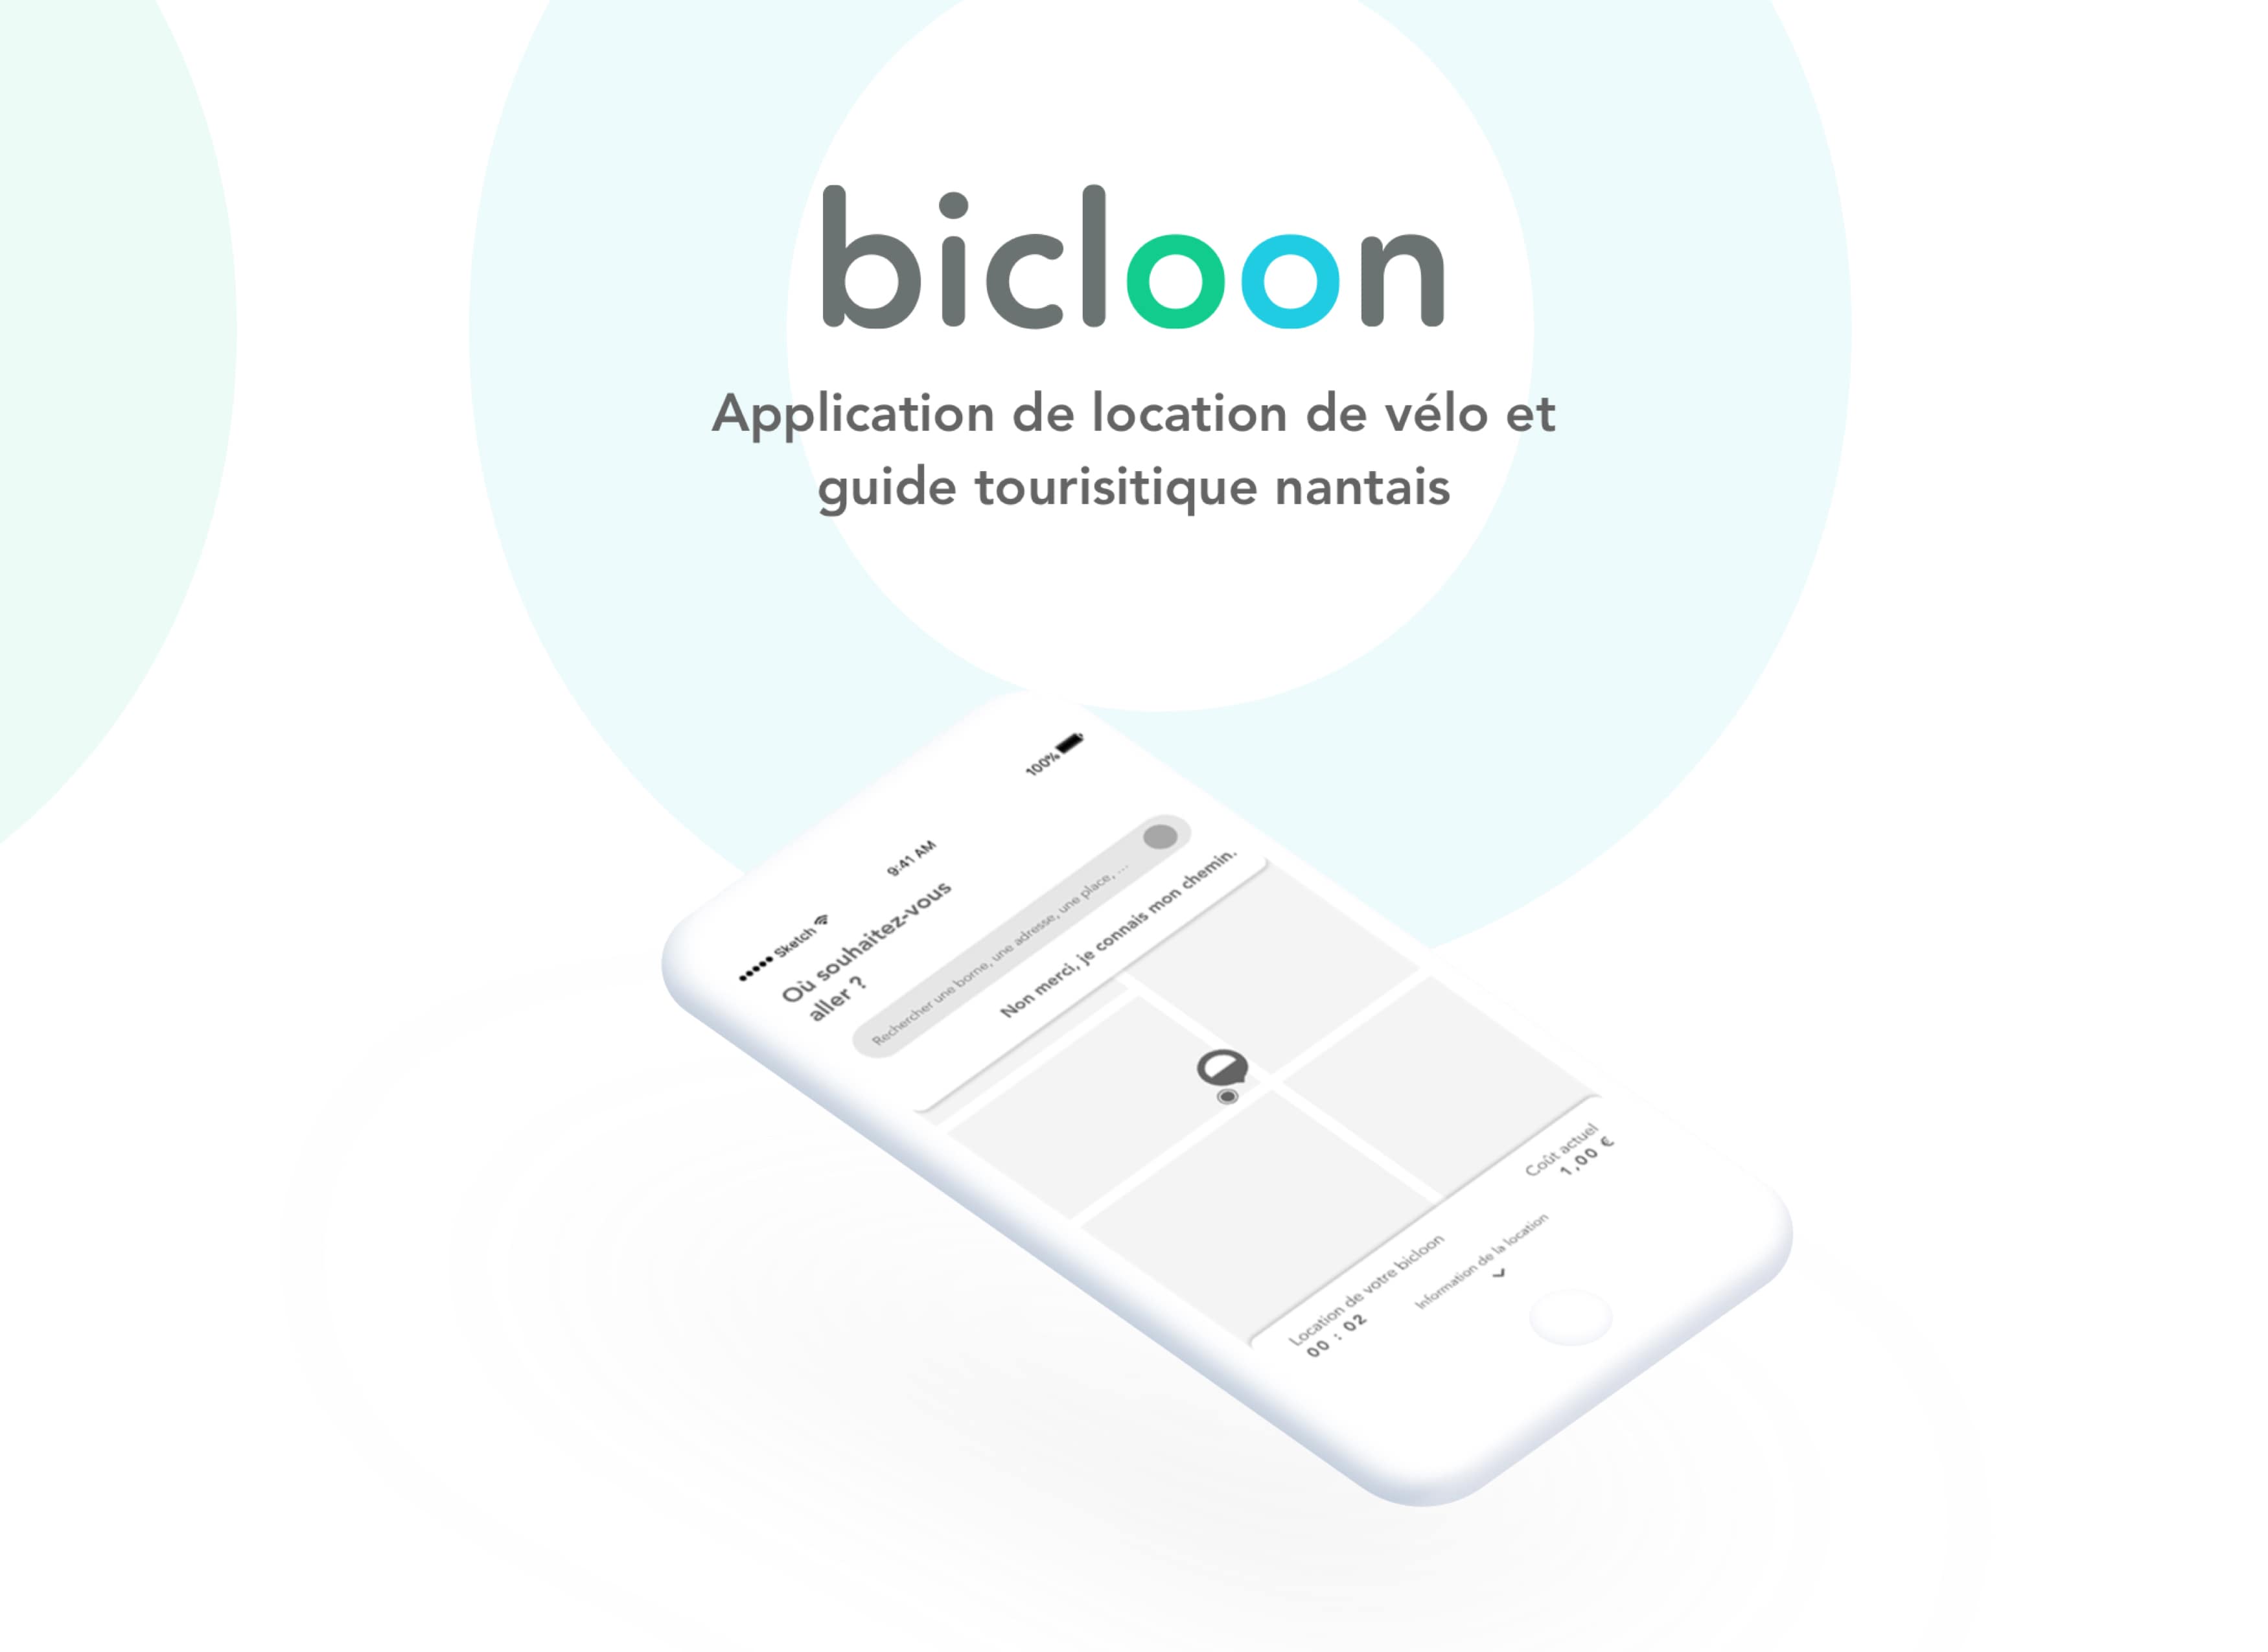 bicloon
Application de location de vélo et
guide tourisitique nantais
Sketch
9:41 AM
100%
Où souhaitez-vous
aller ?
Rechercher une borne, une adresse, une place, ...
Non merci, je connais mon chemin.
Location de votre bicloon
00 : 02
Coût actuel
1,00 €
Information de la location